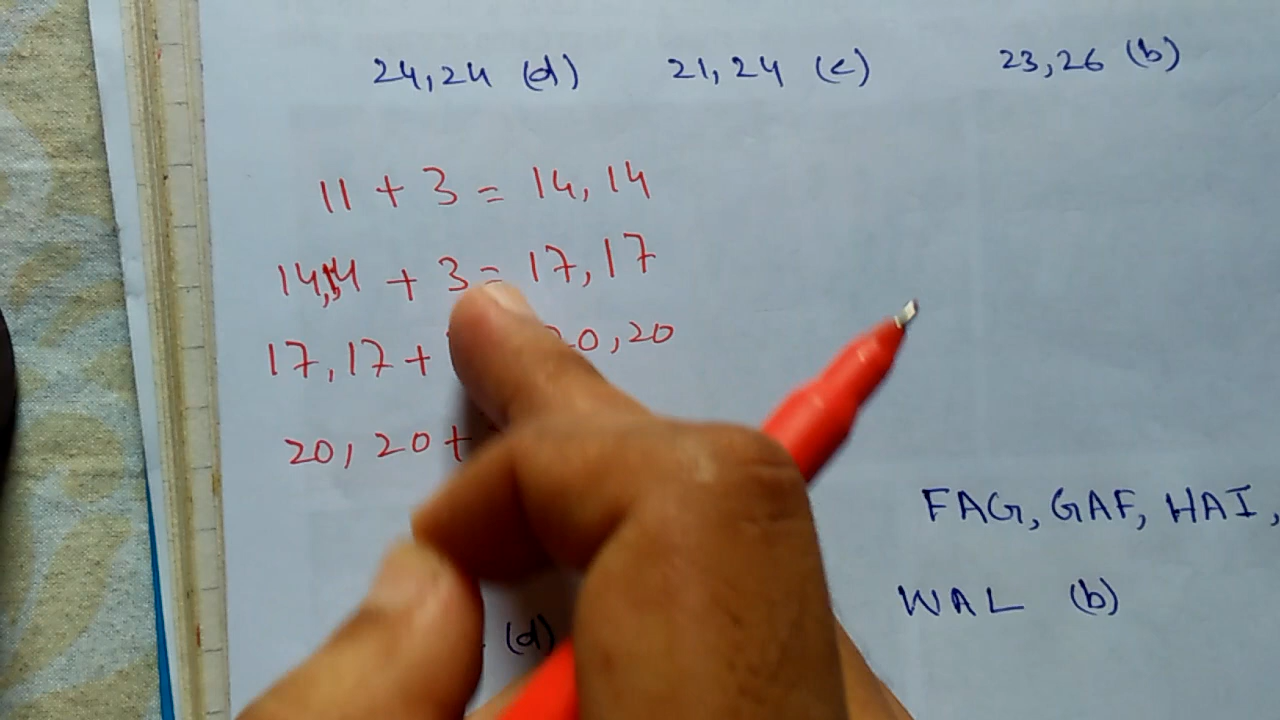 24,24 (d) 21,24 (c) 23,26 (b)
11 + 3 = 14, 14
14,14 + 3 = 17, 17
17, 17 + 20, 20
20, 20 +
FAG, GAF, HAI,
WAL (b)
(d)